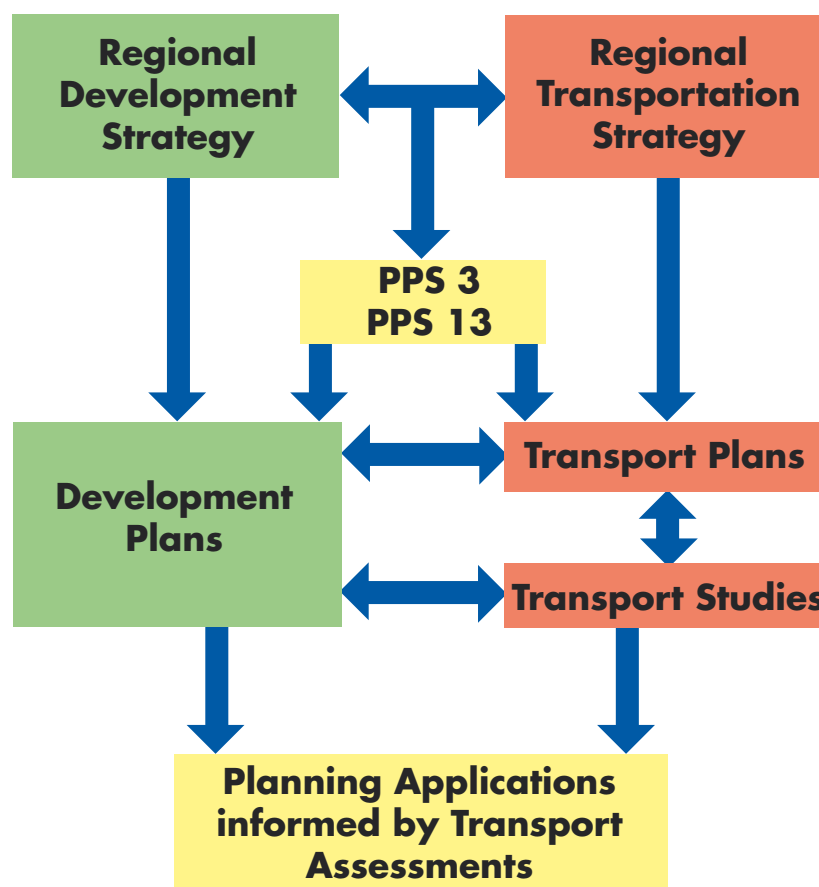 Regional
Development
Strategy
Regional
Transportation
Strategy
PPS 3
PPS 13
Development
Plans
Transport Plans
Transport Studies
Planning Applications
informed by Transport
Assessments